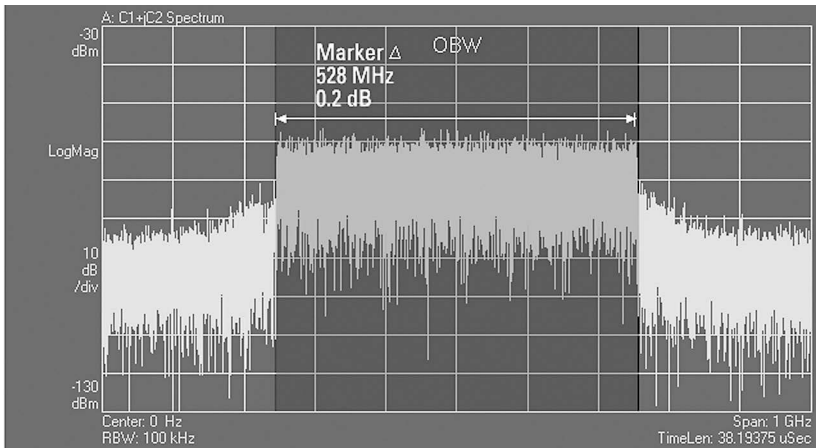 A: C1+jC2 Spectrum
-30
dBm
Marker Δ
OBW
528 MHz
0.2 dB
LogMag
10
dB
/div
-130
dBm
Center: 0 Hz
Span: 1 GHz
RBW: 100 kHz
TimeLen: 38.19375 uSec